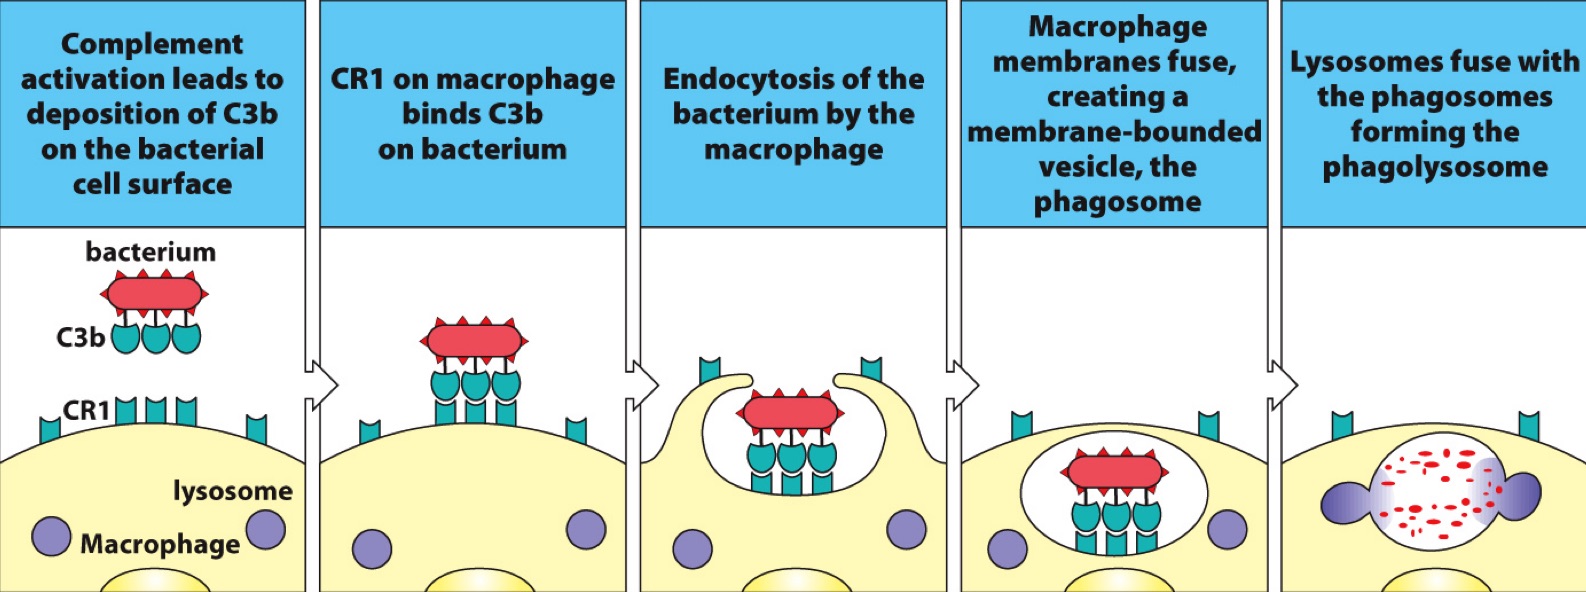 Complement
activation leads to
deposition of C3b
on the bacterial
cell surface
CR1 on macrophage
binds C3b
on bacterium
Endocytosis of the
bacterium by the
macrophage
Macrophage
membranes fuse,
creating a
membrane-bounded
vesicle, the
phagosome
Lysosomes fuse with
the phagosomes
forming the
phagolysosome
bacterium
C3b
CR1
lysosome
Macrophage